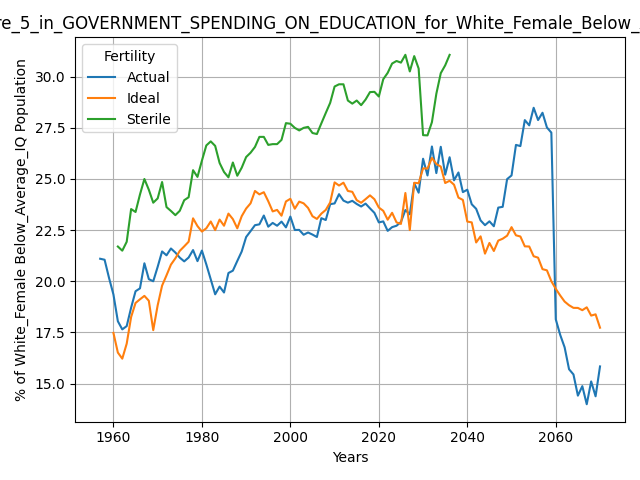 re_5_in_GOVERNMENT_SPENDING_ON_EDUCATION_for_White_Female_Below_
Fertility
Actual
Ideal
Sterile
% of White_Female Below_Average_IQ Population
30.0
27.5
25.0
22.5
20.0
17.5
15.0
1960
1980
2000
2020
2040
2060
Years